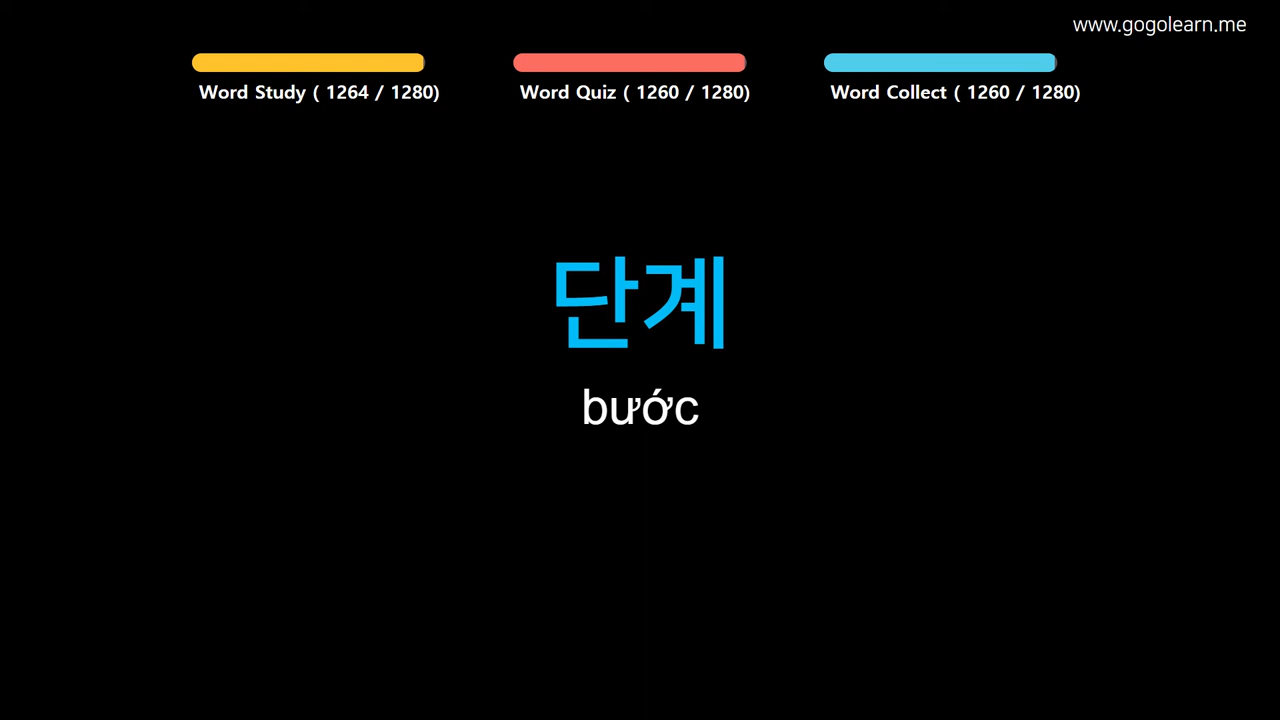 www.gogolearn.me
Word Study ( 1264 / 1280)
Word Quiz ( 1260 / 1280)
Word Collect ( 1260 / 1280)
단계
bước